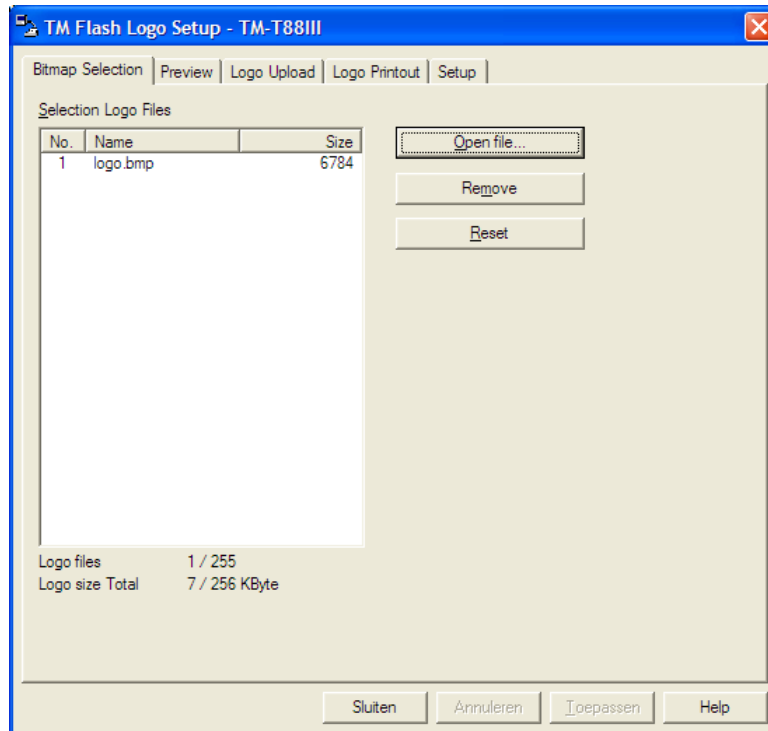 TM Flash Logo Setup - TM-T88III
Bitmap Selection Preview Logo Upload Logo Printout Setup
Selection Logo Files
No. Name Size
1 logo.bmp 6784
Open file...
Remove
Reset
Logo files 1 / 255
Logo size Total 7 / 256 KByte
Sluiten Annuleren Toepassen Help